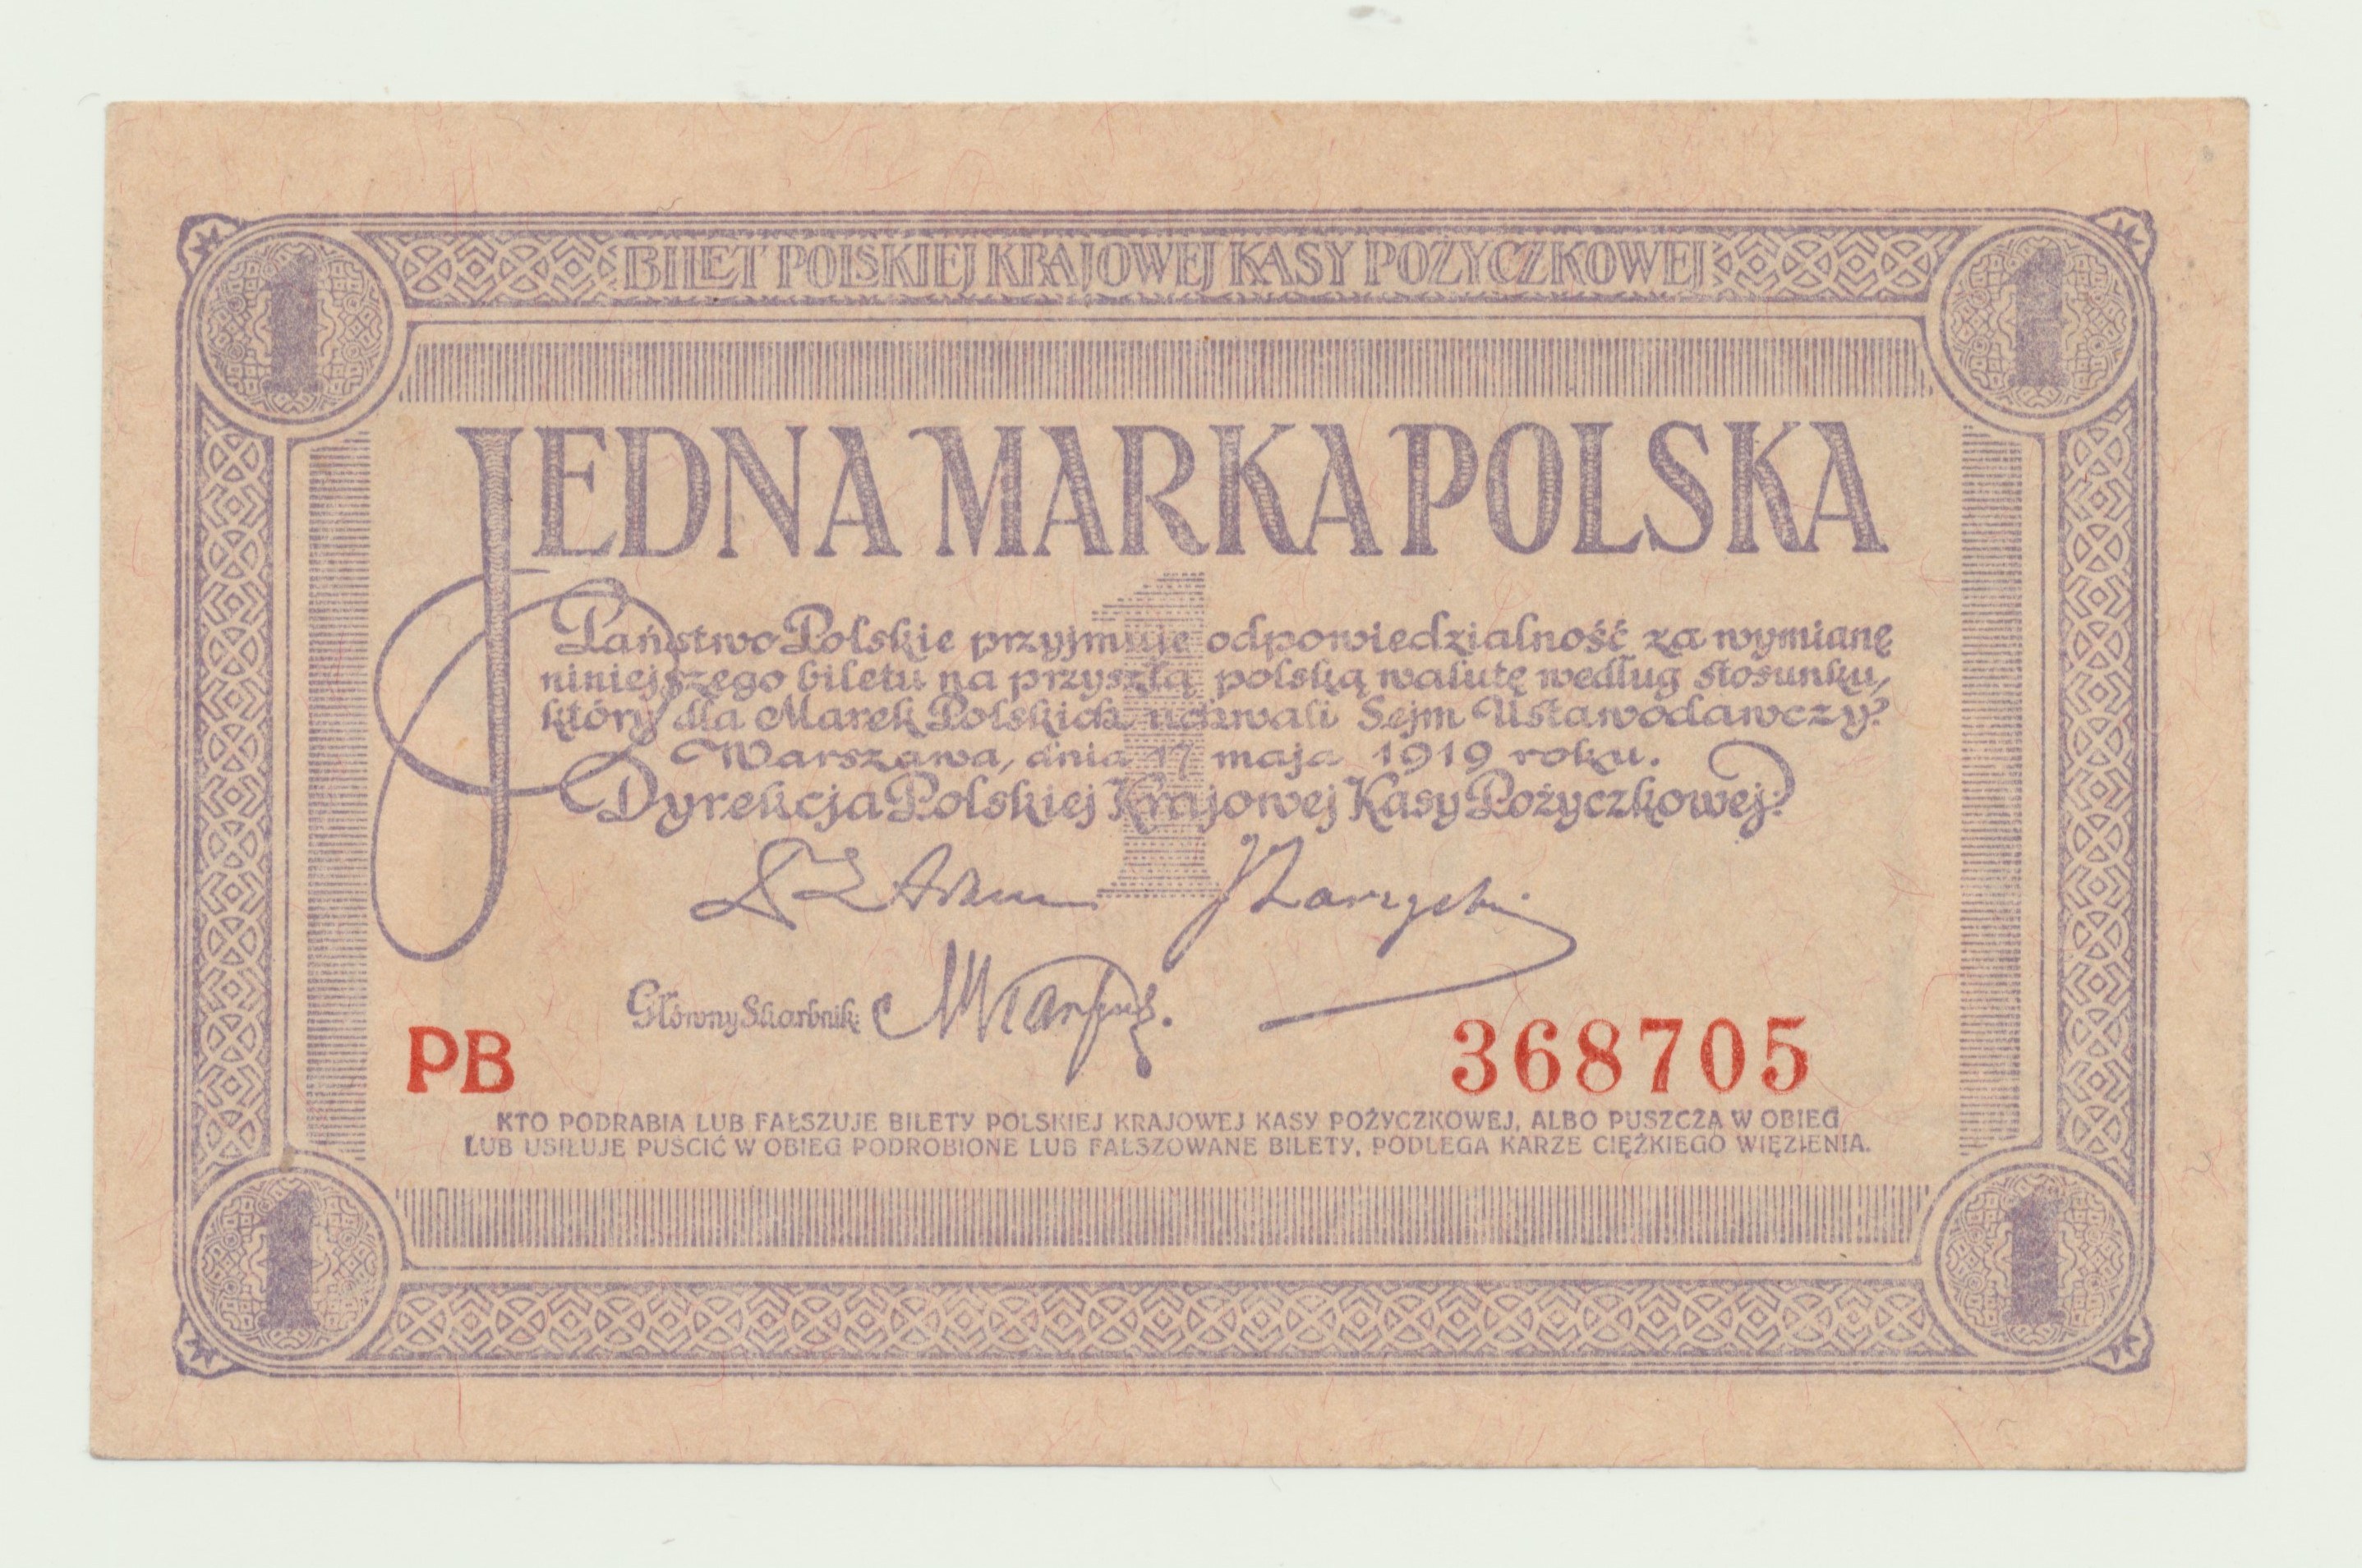 1 BILET POLSKIEJ KRAJOWEJ KASY POŻYCZKOWEJ 1
JEDNA MARKA POLSKA
1
Państwo Polskie przyjmuje odpowiedzialność za wymianę
niniejszego biletu na przyszłą polską walutę według stosunku,
który dla Marek Polskich uchwali Sejm Ustawodawczy.
Warszawa, dnia 17 maja 1919 roku.
Dyrekcja Polskiej Krajowej Kasy Pożyczkowej:
Główny Skarbnik:
PB 368705
KTO PODRABIA LUB FAŁSZUJE BILETY POLSKIEJ KRAJOWEJ KASY POŻYCZKOWEJ, ALBO PUSZCZA W OBIEG
LUB USIŁUJE PUŚCIĆ W OBIEG PODROBIONE LUB FAŁSZOWANE BILETY, PODLEGA KARZE CIĘŻKIEGO WIĘZIENIA.
1 1